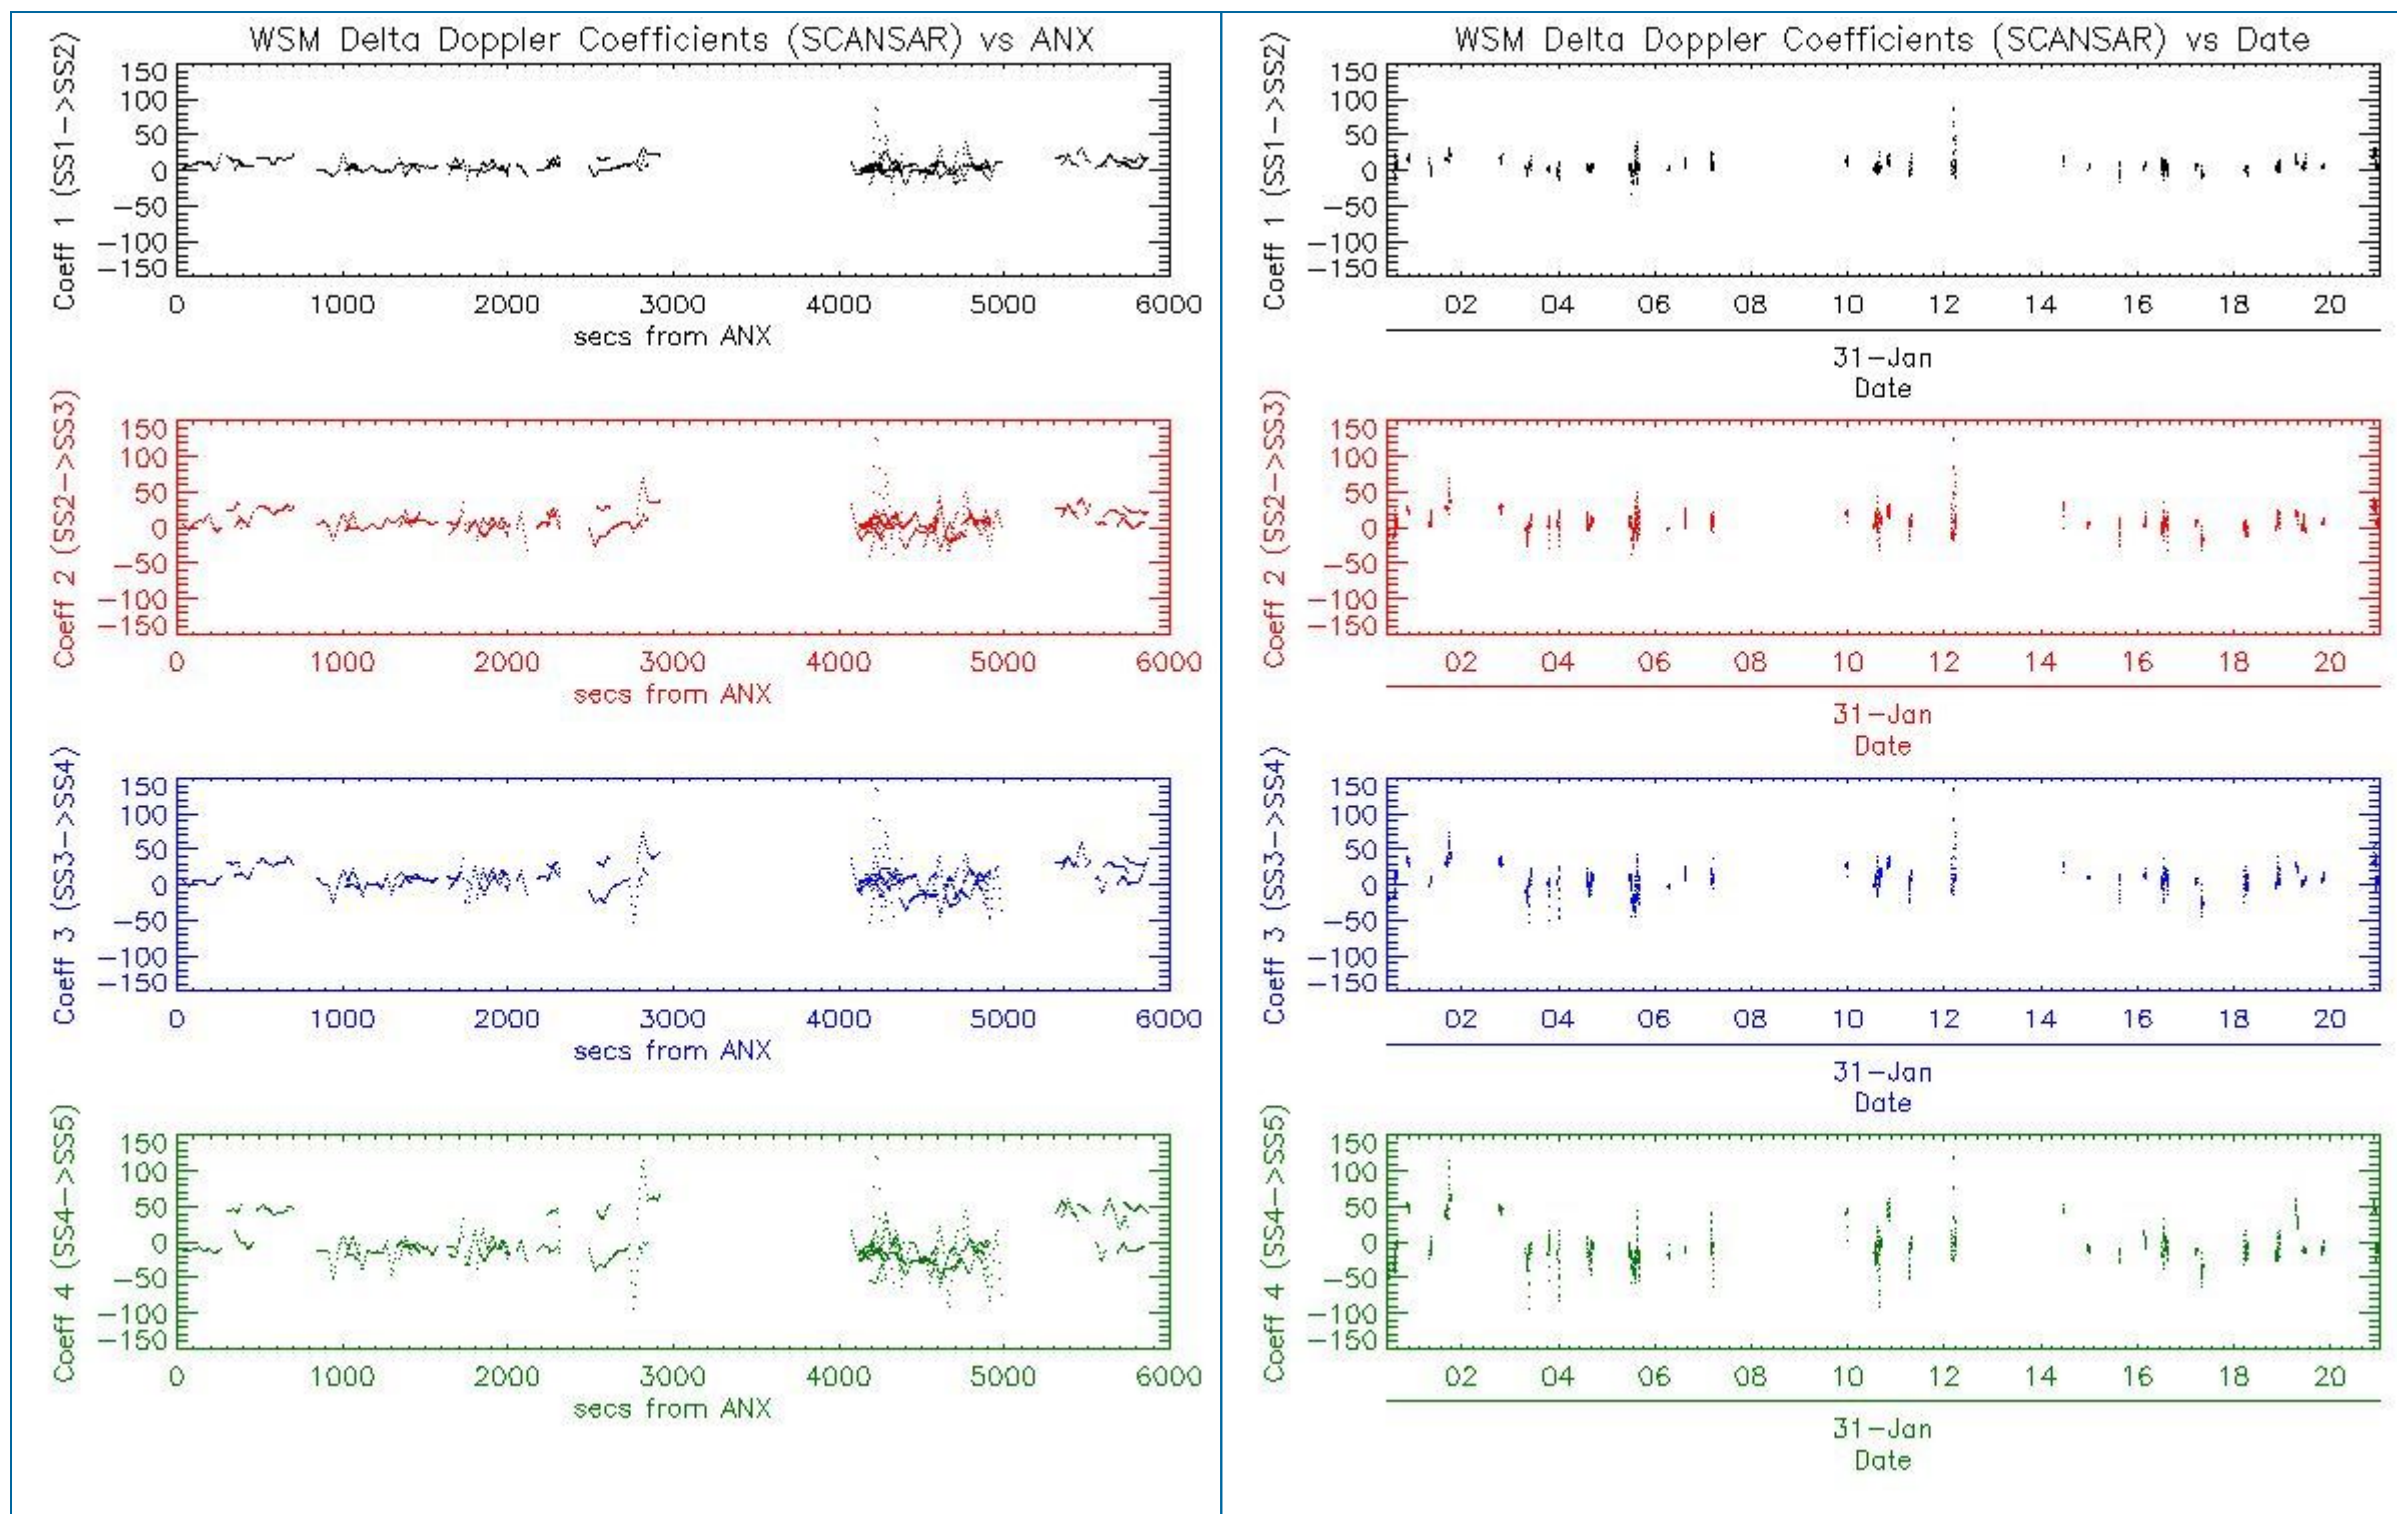 WSM Delta Doppler Coefficients (SCANSAR) vs ANX
Coeff 1 (SS1->SS2)
150
100
50
0
-50
-100
-150
0 1000 2000 3000 4000 5000 6000
secs from ANX
Coeff 2 (SS2->SS3)
150
100
50
0
-50
-100
-150
0 1000 2000 3000 4000 5000 6000
secs from ANX
Coeff 3 (SS3->SS4)
150
100
50
0
-50
-100
-150
0 1000 2000 3000 4000 5000 6000
secs from ANX
Coeff 4 (SS4->SS5)
150
100
50
0
-50
-100
-150
0 1000 2000 3000 4000 5000 6000
secs from ANX
WSM Delta Doppler Coefficients (SCANSAR) vs Date
Coeff 1 (SS1->SS2)
150
100
50
0
-50
-100
-150
02 04 06 08 10 12 14 16 18 20
31-Jan
Date
Coeff 2 (SS2->SS3)
150
100
50
0
-50
-100
-150
02 04 06 08 10 12 14 16 18 20
31-Jan
Date
Coeff 3 (SS3->SS4)
150
100
50
0
-50
-100
-150
02 04 06 08 10 12 14 16 18 20
31-Jan
Date
Coeff 4 (SS4->SS5)
150
100
50
0
-50
-100
-150
02 04 06 08 10 12 14 16 18 20
31-Jan
Date